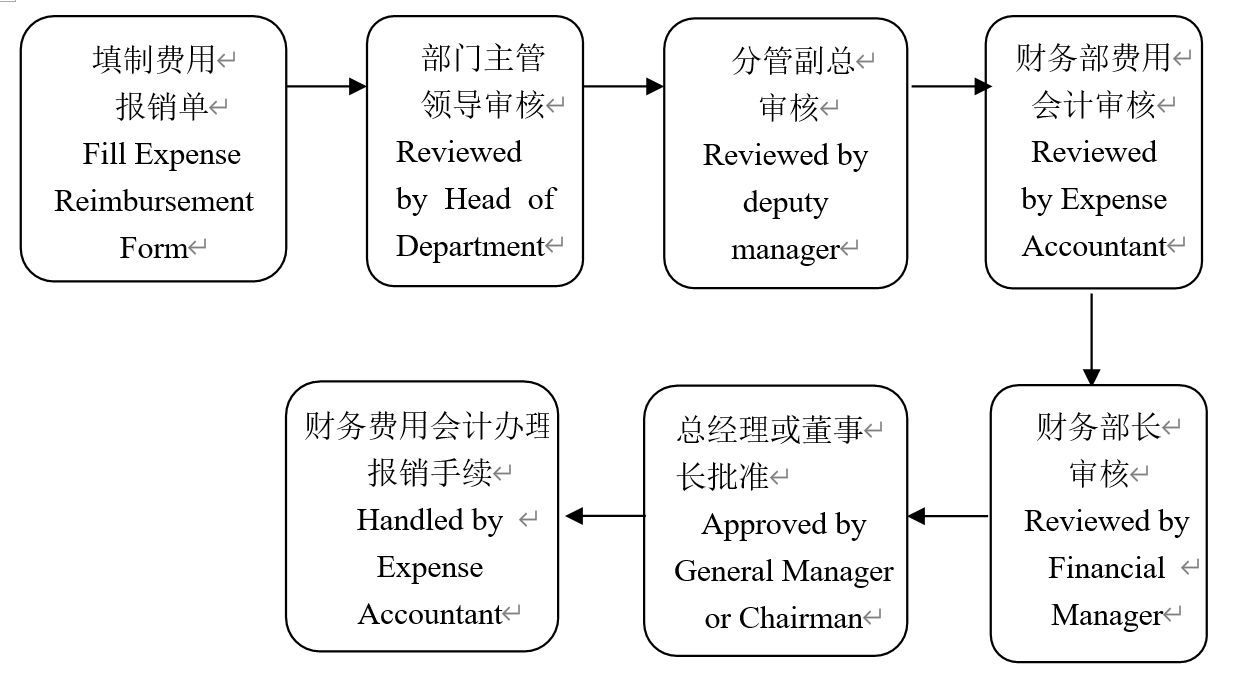 填制费用
报销单
Fill Expense
Reimbursement
Form
部门主管
领导审核
Reviewed
by Head of
Department
分管副总
审核
Reviewed by
deputy
manager
财务部费用
会计审核
Reviewed
by Expense
Accountant
财务部长
审核
Reviewed by
Financial
Manager
总经理或董事
长批准
Approved by
General Manager
or Chairman
财务费用会计办理
报销手续
Handled by
Expense
Accountant